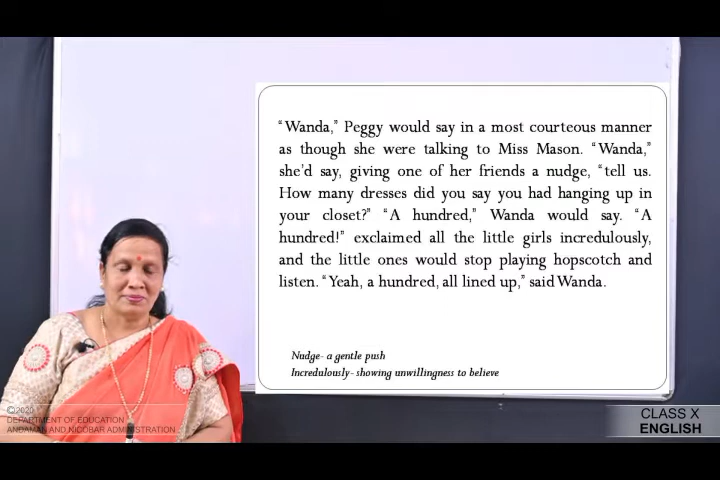 “Wanda,” Peggy would say in a most courteous manner
as though she were talking to Miss Mason. “Wanda,”
she’d say, giving one of her friends a nudge, “tell us.
How many dresses did you say you had hanging up in
your closet?” “A hundred,” Wanda would say. “A
hundred!” exclaimed all the little girls incredulously,
and the little ones would stop playing hopscotch and
listen. “Yeah, a hundred, all lined up,” said Wanda.
Nudge- a gentle push
Incredulously- showing unwillingness to believe
©2020
DEPARTMENT OF EDUCATION
ANDAMAN AND NICOBAR ADMINISTRATION
CLASS X
ENGLISH